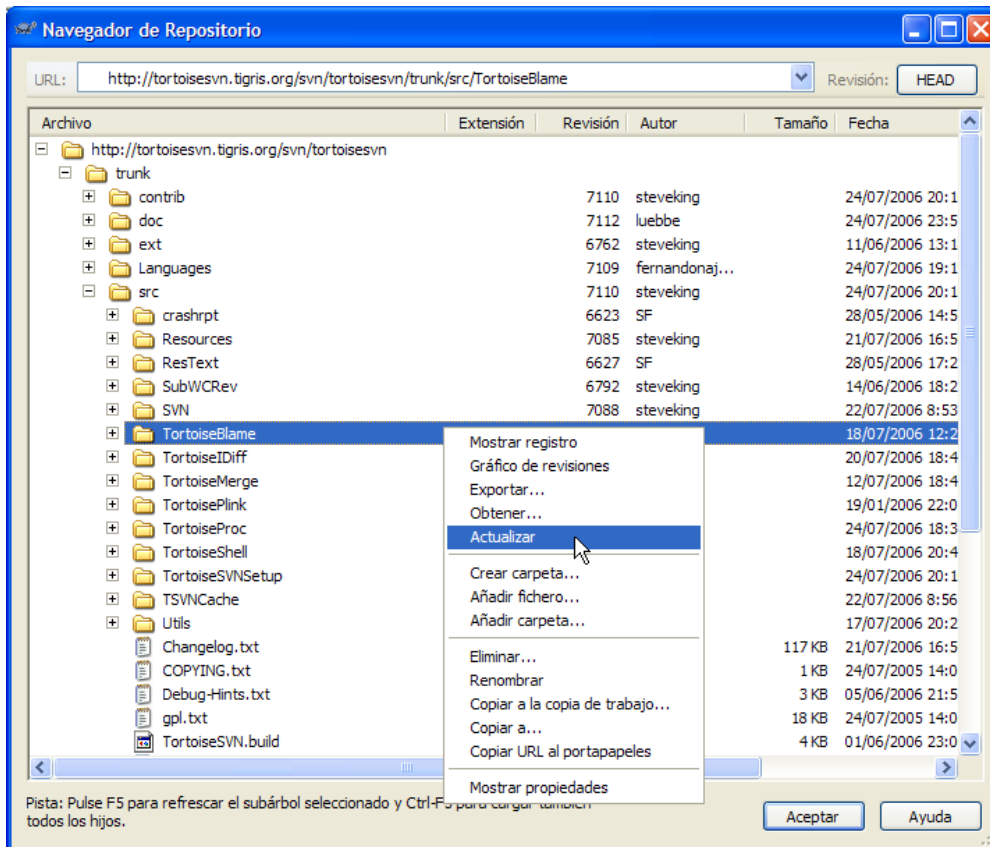 Navegador de Repositorio
URL: http://tortoisesvn.tigris.org/svn/tortoisesvn/trunk/src/TortoiseBlame Revisión: HEAD
Archivo Extensión Revisión Autor Tamaño Fecha
http://tortoisesvn.tigris.org/svn/tortoisesvn
trunk
contrib 7110 steveking 24/07/2006 20:1
doc 7112 luebbe 24/07/2006 23:5
ext 6762 steveking 11/06/2006 13:1
Languages 7109 fernandonaj... 24/07/2006 19:1
src 7110 steveking 24/07/2006 20:1
crashrpt 6623 SF 28/05/2006 14:5
Resources 7085 steveking 21/07/2006 16:5
ResText 6627 SF 28/05/2006 17:2
SubWCRev 6792 steveking 14/06/2006 18:2
SVN 7088 steveking 22/07/2006 8:53
TortoiseBlame 18/07/2006 12:2
TortoiseIDiff 20/07/2006 18:4
TortoiseMerge 12/07/2006 18:4
TortoisePlink 19/01/2006 22:0
TortoiseProc 24/07/2006 18:3
TortoiseShell 18/07/2006 20:4
TortoiseSVNSetup 24/07/2006 20:1
TSVNCache 22/07/2006 8:56
Utils 17/07/2006 20:2
Changelog.txt 117 KB 21/07/2006 16:5
COPYING.txt 1 KB 24/07/2005 14:0
Debug-Hints.txt 3 KB 05/06/2006 21:5
gpl.txt 18 KB 24/07/2005 14:0
TortoiseSVN.build 4 KB 01/06/2006 23:0
Mostrar registro
Gráfico de revisiones
Exportar...
Obtener...
Actualizar
Crear carpeta...
Añadir fichero...
Añadir carpeta...
Eliminar...
Renombrar
Copiar a la copia de trabajo...
Copiar a...
Copiar URL al portapapeles
Mostrar propiedades
Pista: Pulse F5 para refrescar el subárbol seleccionado y Ctrl-F5 para cargar también
todos los hijos.
Aceptar Ayuda